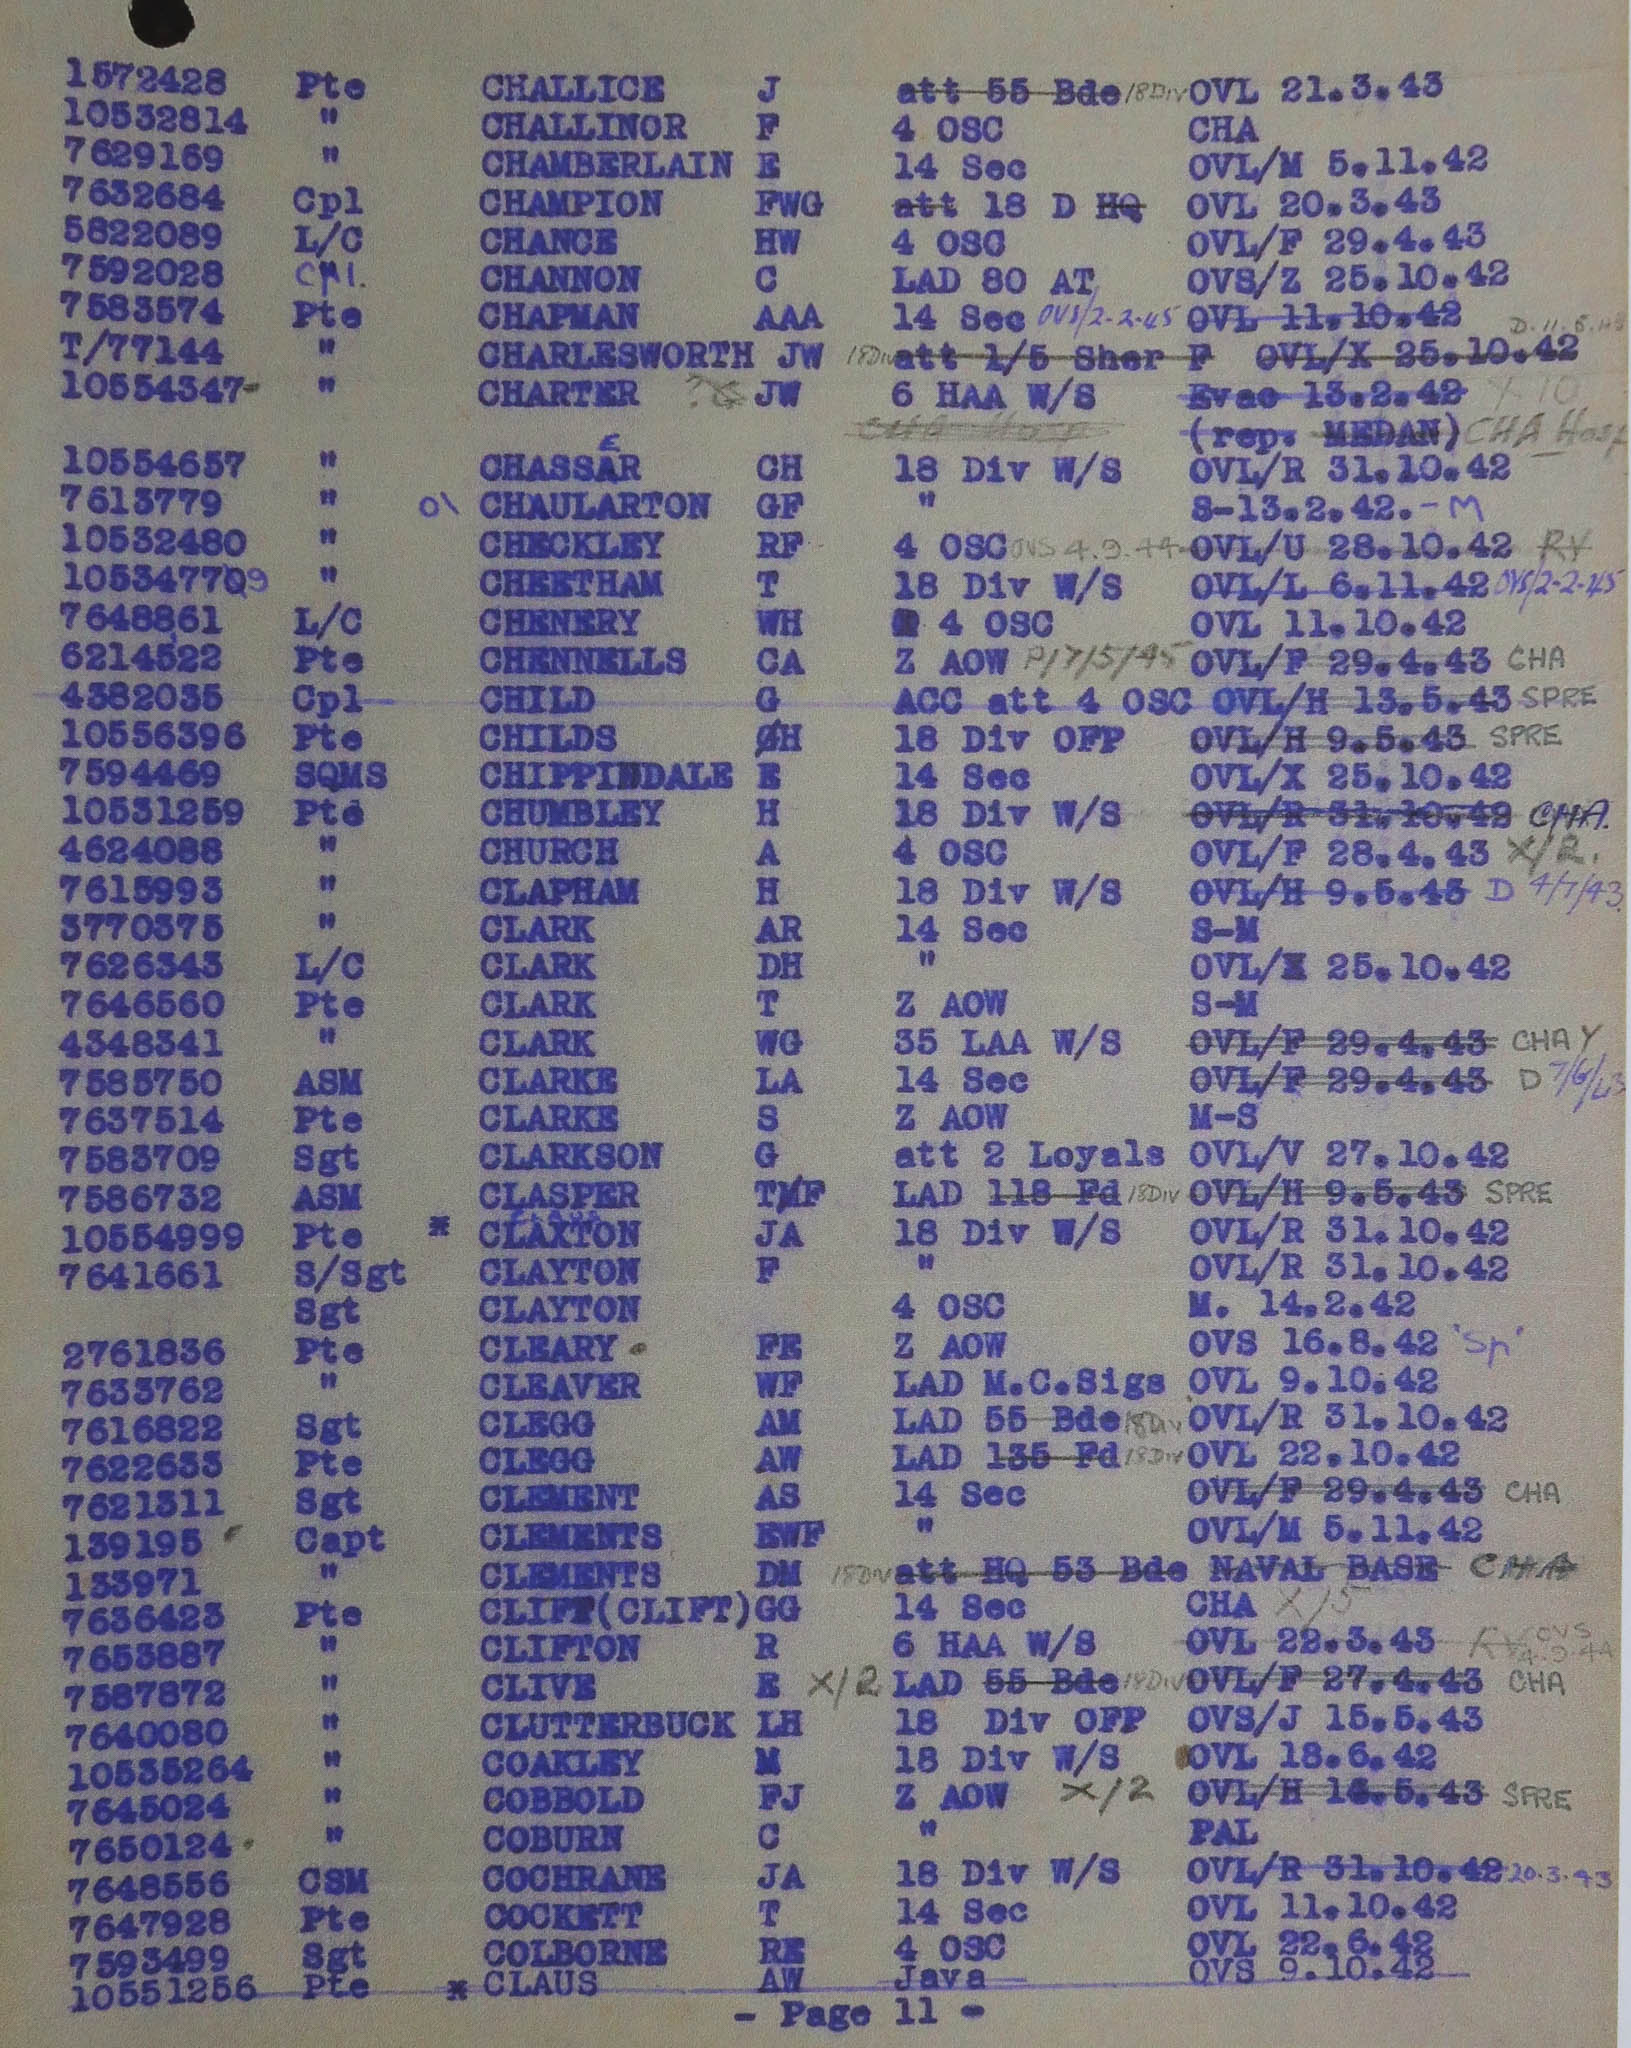 1572428 Pte CHALLICE J att 55 Bde 18DIV OVL 21.3.43
10532814 " CHALLINOR F 4 OSC CHA
7629169 " CHAMBERLAIN E 14 Sec OVL/M 5.11.42
7632684 Cpl CHAMPION FWG att 18 D HQ OVL 20.3.43
5822089 L/C CHANCE HW 4 OSC OVL/F 29.4.43
7592028 Cpl. CHANNON C LAD 80 AT OVS/Z 25.10.42
7583574 Pte CHAPMAN AAA 14 Sec OVS/2-2-45 OVL 11.10.42
T/77144 " CHARLESWORTH JW 18Div att 1/5 Sher F OVL/X 25.10.42
10554347 " CHARTER JW 6 HAA W/S Evac 13.2.42
CHA Hosp (rep. MEDAN) CHA Hosp
10554657 " CHASSAR E CH 18 Div W/S OVL/R 31.10.42
7613779 " CHAULARTON GF " S-13.2.42.-M
10532480 " CHECKLEY RF 4 OSC OVS 4.9.44 OVL/U 28.10.42 RV
105347709 " CHEETHAM T 18 Div W/S OVL/L 6.11.42 OVS/2-2-45
7648861 L/C CHENERY WH 4 OSC OVL 11.10.42
6214522 Pte CHENNELLS CA Z AOW P/7/5/45 OVL/F 29.4.43 CHA
4382035 Cpl CHILD G ACC att 4 OSC OVL/H 13.5.43 SPRE
10556396 Pte CHILDS H 18 Div OFP OVL/H 9.5.43 SPRE
7594469 SQMS CHIPPINDALE E 14 Sec OVL/X 25.10.42
10531259 Pte CHUMBLEY H 18 Div W/S OVL/R 31.10.42 CHA.
4624088 " CHURCH A 4 OSC OVL/F 28.4.43 X/2.
7615993 " CLAPHAM H 18 Div W/S OVL/H 9.5.43 D 4/7/43
3770375 " CLARK AR 14 Sec S-M
7626343 L/C CLARK DH " OVL/X 25.10.42
7646560 Pte CLARK T Z AOW S-M
4348341 " CLARK WG 35 LAA W/S OVL/F 29.4.43 CHA Y
7585750 ASM CLARKE LA 14 Sec OVL/F 29.4.43 D 7/6/43
7637514 Pte CLARKE S Z AOW M-S
7583709 Sgt CLARKSON G att 2 Loyals OVL/V 27.10.42
7586732 ASM CLASPER TMF LAD 118 Fd 18Div OVL/H 9.5.43 SPRE
10554999 Pte * CLAXTON JA 18 Div W/S OVL/R 31.10.42
7641661 S/Sgt CLAYTON F " OVL/R 31.10.42
Sgt CLAYTON 4 OSC M. 14.2.42
2761836 Pte CLEARY FE Z AOW OVS 16.8.42 'Sp'
7633762 " CLEAVER WF LAD M.C.Sigs OVL 9.10.42
7616822 Sgt CLEGG AM LAD 55 Bde 18Div OVL/R 31.10.42
7622633 Pte CLEGG AW LAD 135 Fd 18Div OVL 22.10.42
7621311 Sgt CLEMENT AS 14 Sec OVL/F 29.4.43 CHA
139195 Capt CLEMENTS EWF " OVL/M 5.11.42
133971 " CLEMENTS DM 18Div att HQ 53 Bde NAVAL BASE CHA
7636423 Pte CLIFT(CLIFT) GG 14 Sec CHA X/5
7653887 " CLIFTON R 6 HAA W/S OVL 22.3.43 RV OVS 4.9.44
7587872 " CLIVE E X/2 LAD 55 Bde 18Div OVL/F 27.4.43 CHA
7640080 " CLUTTERBUCK LH 18 Div OFP OVS/J 15.5.43
10535264 " COAKLEY M 18 Div W/S OVL 18.6.42
7645024 " COBBOLD FJ Z AOW X/2 OVL/H 18.5.43 SPRE
7650124 " COBURN C " PAL
7648556 CSM COCHRANE JA 18 Div W/S OVL/R 31.10.42 20.3.43
7647928 Pte COCKETT T 14 Sec OVL 11.10.42
7593499 Sgt COLBORNE RE 4 OSC OVL 22.6.42
10551256 Pte * CLAUS AW Java OVS 9.10.42
- Page 11 -